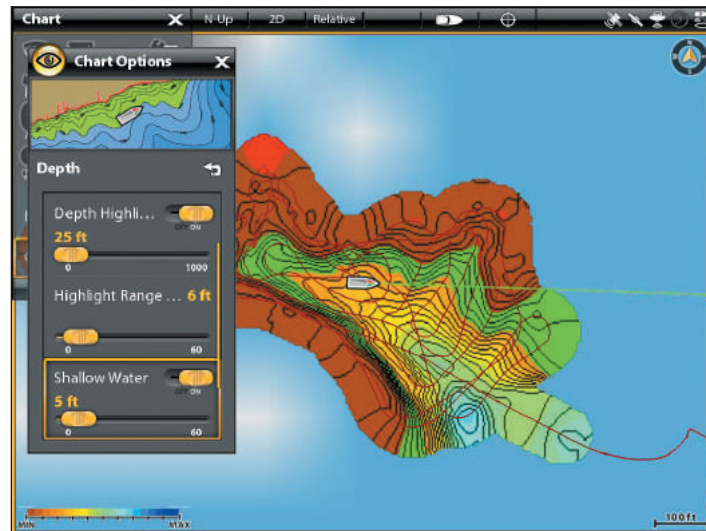 Chart X N-Up 2D Relative
Chart Options X
Depth
Depth Highli...
OFF ON
25 ft
0 1000
Highlight Range ... 6 ft
0 60
Shallow Water
OFF ON
5 ft
0 60
MIN MAX
100 ft
N